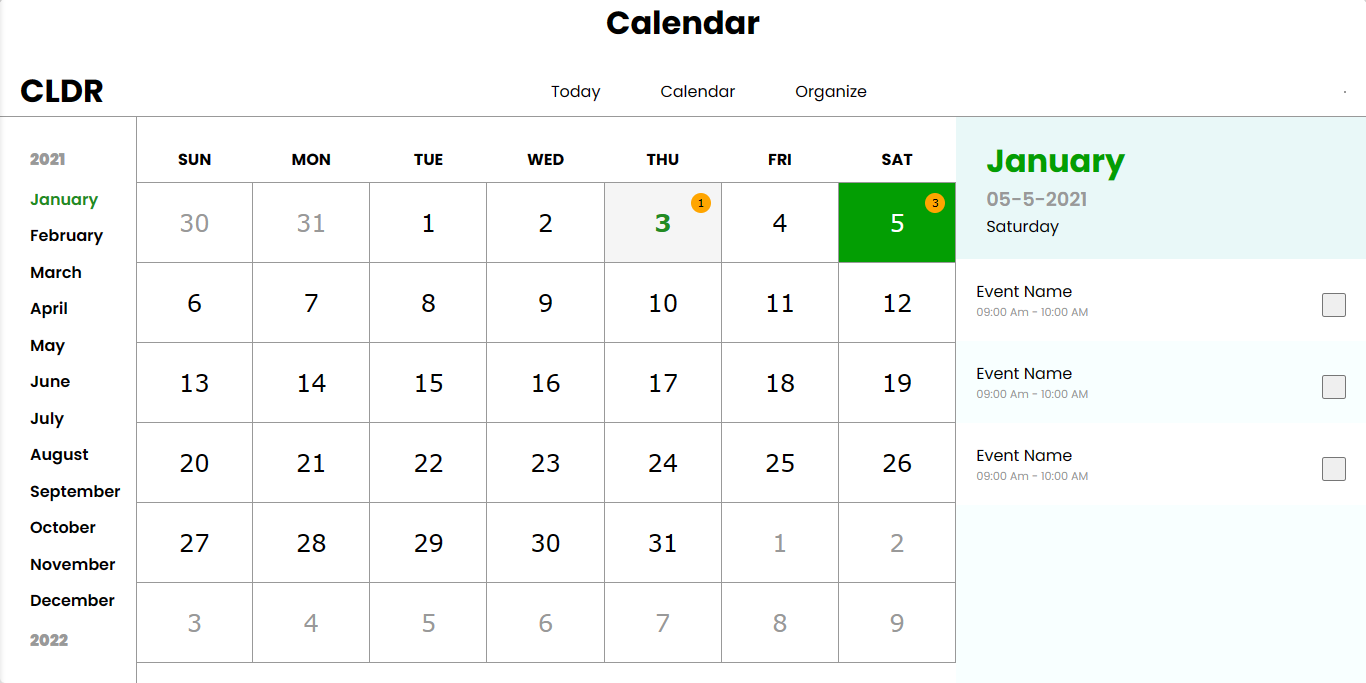 Calendar
CLDR
Today Calendar Organize
2021
January
February
March
April
May
June
July
August
September
October
November
December
2022
SUN MON TUE WED THU FRI SAT
30 31 1 2 3 1 4 5 3
6 7 8 9 10 11 12
13 14 15 16 17 18 19
20 21 22 23 24 25 26
27 28 29 30 31 1 2
3 4 5 6 7 8 9
January
05-5-2021
Saturday
Event Name
09:00 Am - 10:00 AM
Event Name
09:00 Am - 10:00 AM
Event Name
09:00 Am - 10:00 AM